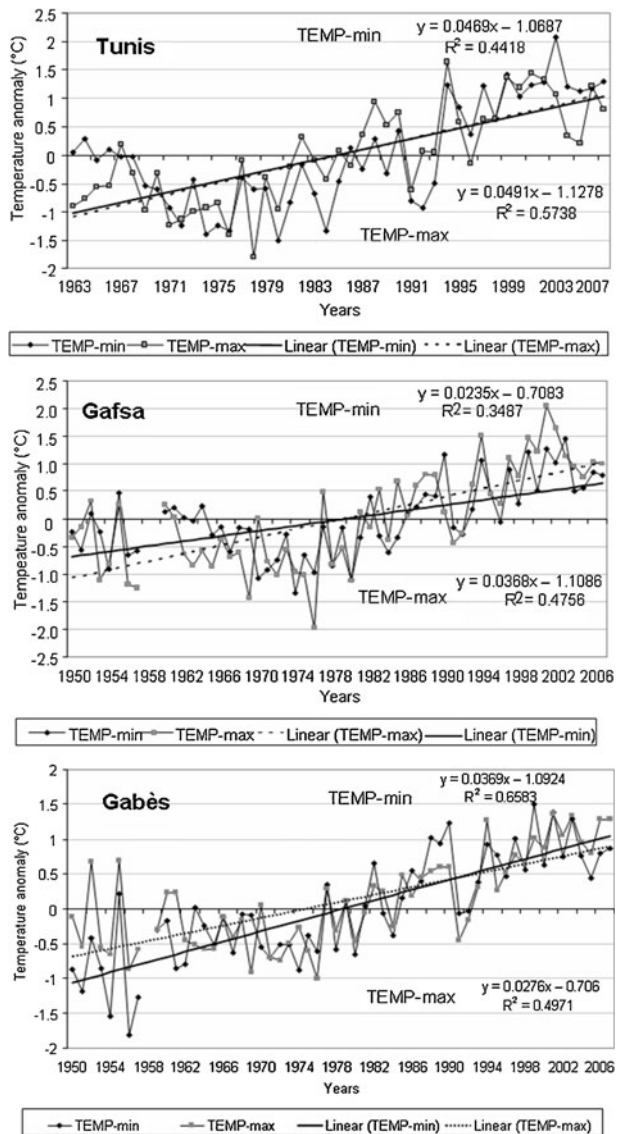 Tunis
TEMP-min
y = 0.0469x - 1.0687
R² = 0.4418
Temperature anomaly (°C)
2.5
2
1.5
1
0.5
0
-0.5
-1
-1.5
-2
y = 0.0491x - 1.1278
R² = 0.5738
TEMP-max
1963 1967 1971 1975 1979 1983 1987 1991 1995 1999 2003 2007
Years
TEMP-min TEMP-max Linear (TEMP-min) Linear (TEMP-max)
Gafsa
TEMP-min
y = 0.0235x - 0.7083
R² = 0.3487
Tempeature anomaly (°C)
2.5
2.0
1.5
1.0
0.5
0.0
-0.5
-1.0
-1.5
-2.0
-2.5
TEMP-max
y = 0.0368x - 1.1086
R² = 0.4756
1950 1954 1958 1962 1966 1970 1974 1978 1982 1986 1990 1994 1998 2002 2006
Years
TEMP-min TEMP-max Linear (TEMP-max) Linear (TEMP-min)
Gabès
TEMP-min
y = 0.0369x - 1.0924
R² = 0.6583
Temperature anomaly (°C)
2
1.5
1
0.5
0
-0.5
-1
-1.5
-2
TEMP-max
y = 0.0276x - 0.706
R² = 0.4971
1950 1954 1958 1962 1966 1970 1974 1978 1982 1986 1990 1994 1998 2002 2006
Years
TEMP-min TEMP-max Linear (TEMP-min) Linear (TEMP-max)